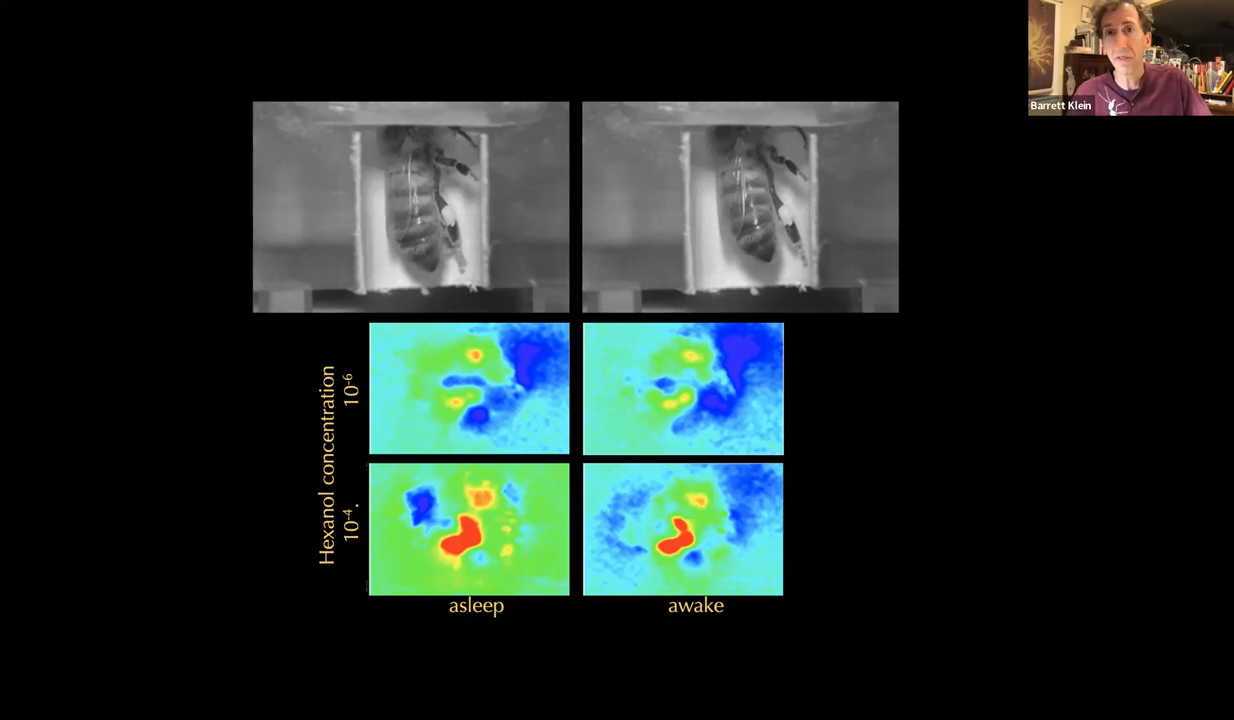 Barrett Klein
Hexanol concentration
10-6
10-4.
asleep
awake